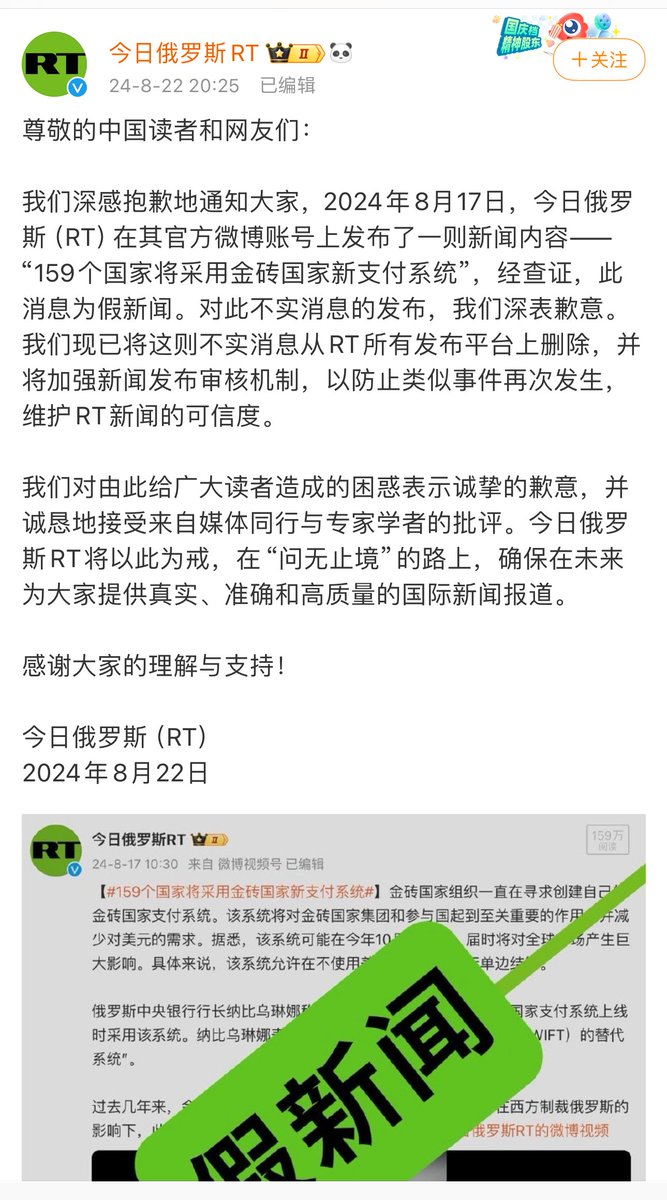 国庆档
精神股东
RT
今日俄罗斯RT II
+关注
24-8-22 20:25 已编辑
尊敬的中国读者和网友们：
我们深感抱歉地通知大家，2024年8月17日，今日俄罗
斯（RT）在其官方微博账号上发布了一则新闻内容——
“159个国家将采用金砖国家新支付系统”，经查证，此
消息为假新闻。对此不实消息的发布，我们深表歉意。
我们现已将这则不实消息从RT所有发布平台上删除，并
将加强新闻发布审核机制，以防止类似事件再次发生，
维护RT新闻的可信度。
我们对由此给广大读者造成的困惑表示诚挚的歉意，并
诚恳地接受来自媒体同行与专家学者的批评。今日俄罗
斯RT将以此为戒，在“问无止境”的路上，确保在未来
为大家提供真实、准确和高质量的国际新闻报道。
感谢大家的理解与支持！
今日俄罗斯（RT）
2024年8月22日
RT
今日俄罗斯RT II
159万
阅读
24-8-17 10:30 来自 微博视频号 已编辑
【#159个国家将采用金砖国家新支付系统#】金砖国家组织一直在寻求创建自己
金砖国家支付系统。该系统将对金砖国家集团和参与国起到至关重要的作用 并减
少对美元的需求。据悉，该系统可能在今年10 届时将对全球 场产生巨
大影响。具体来说，该系统允许在不使用 单边结
俄罗斯中央银行行长纳比乌琳娜 国家支付系统上线
时采用该系统。纳比乌琳娜 WIFT）的替代
系统”。
过去几年来， 在西方制裁俄罗斯的
影响下， 俄罗斯RT的微博视频
假新闻